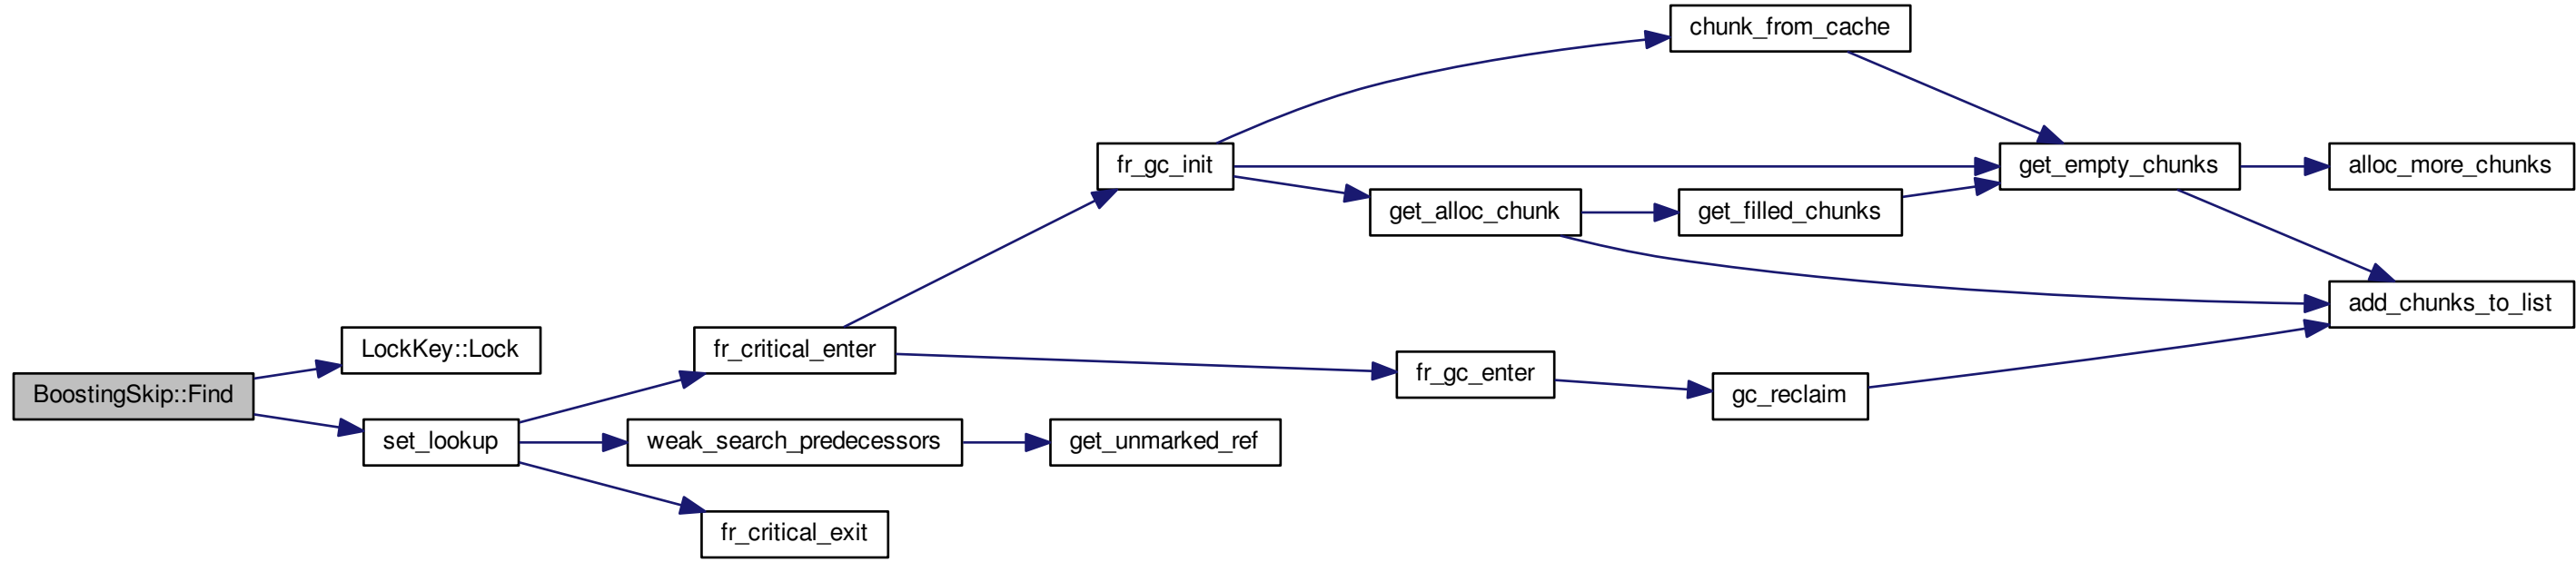 chunk_from_cache
fr_gc_init
get_empty_chunks
alloc_more_chunks
get_alloc_chunk
get_filled_chunks
add_chunks_to_list
LockKey::Lock
fr_critical_enter
fr_gc_enter
BoostingSkip::Find
gc_reclaim
set_lookup
weak_search_predecessors
get_unmarked_ref
fr_critical_exit